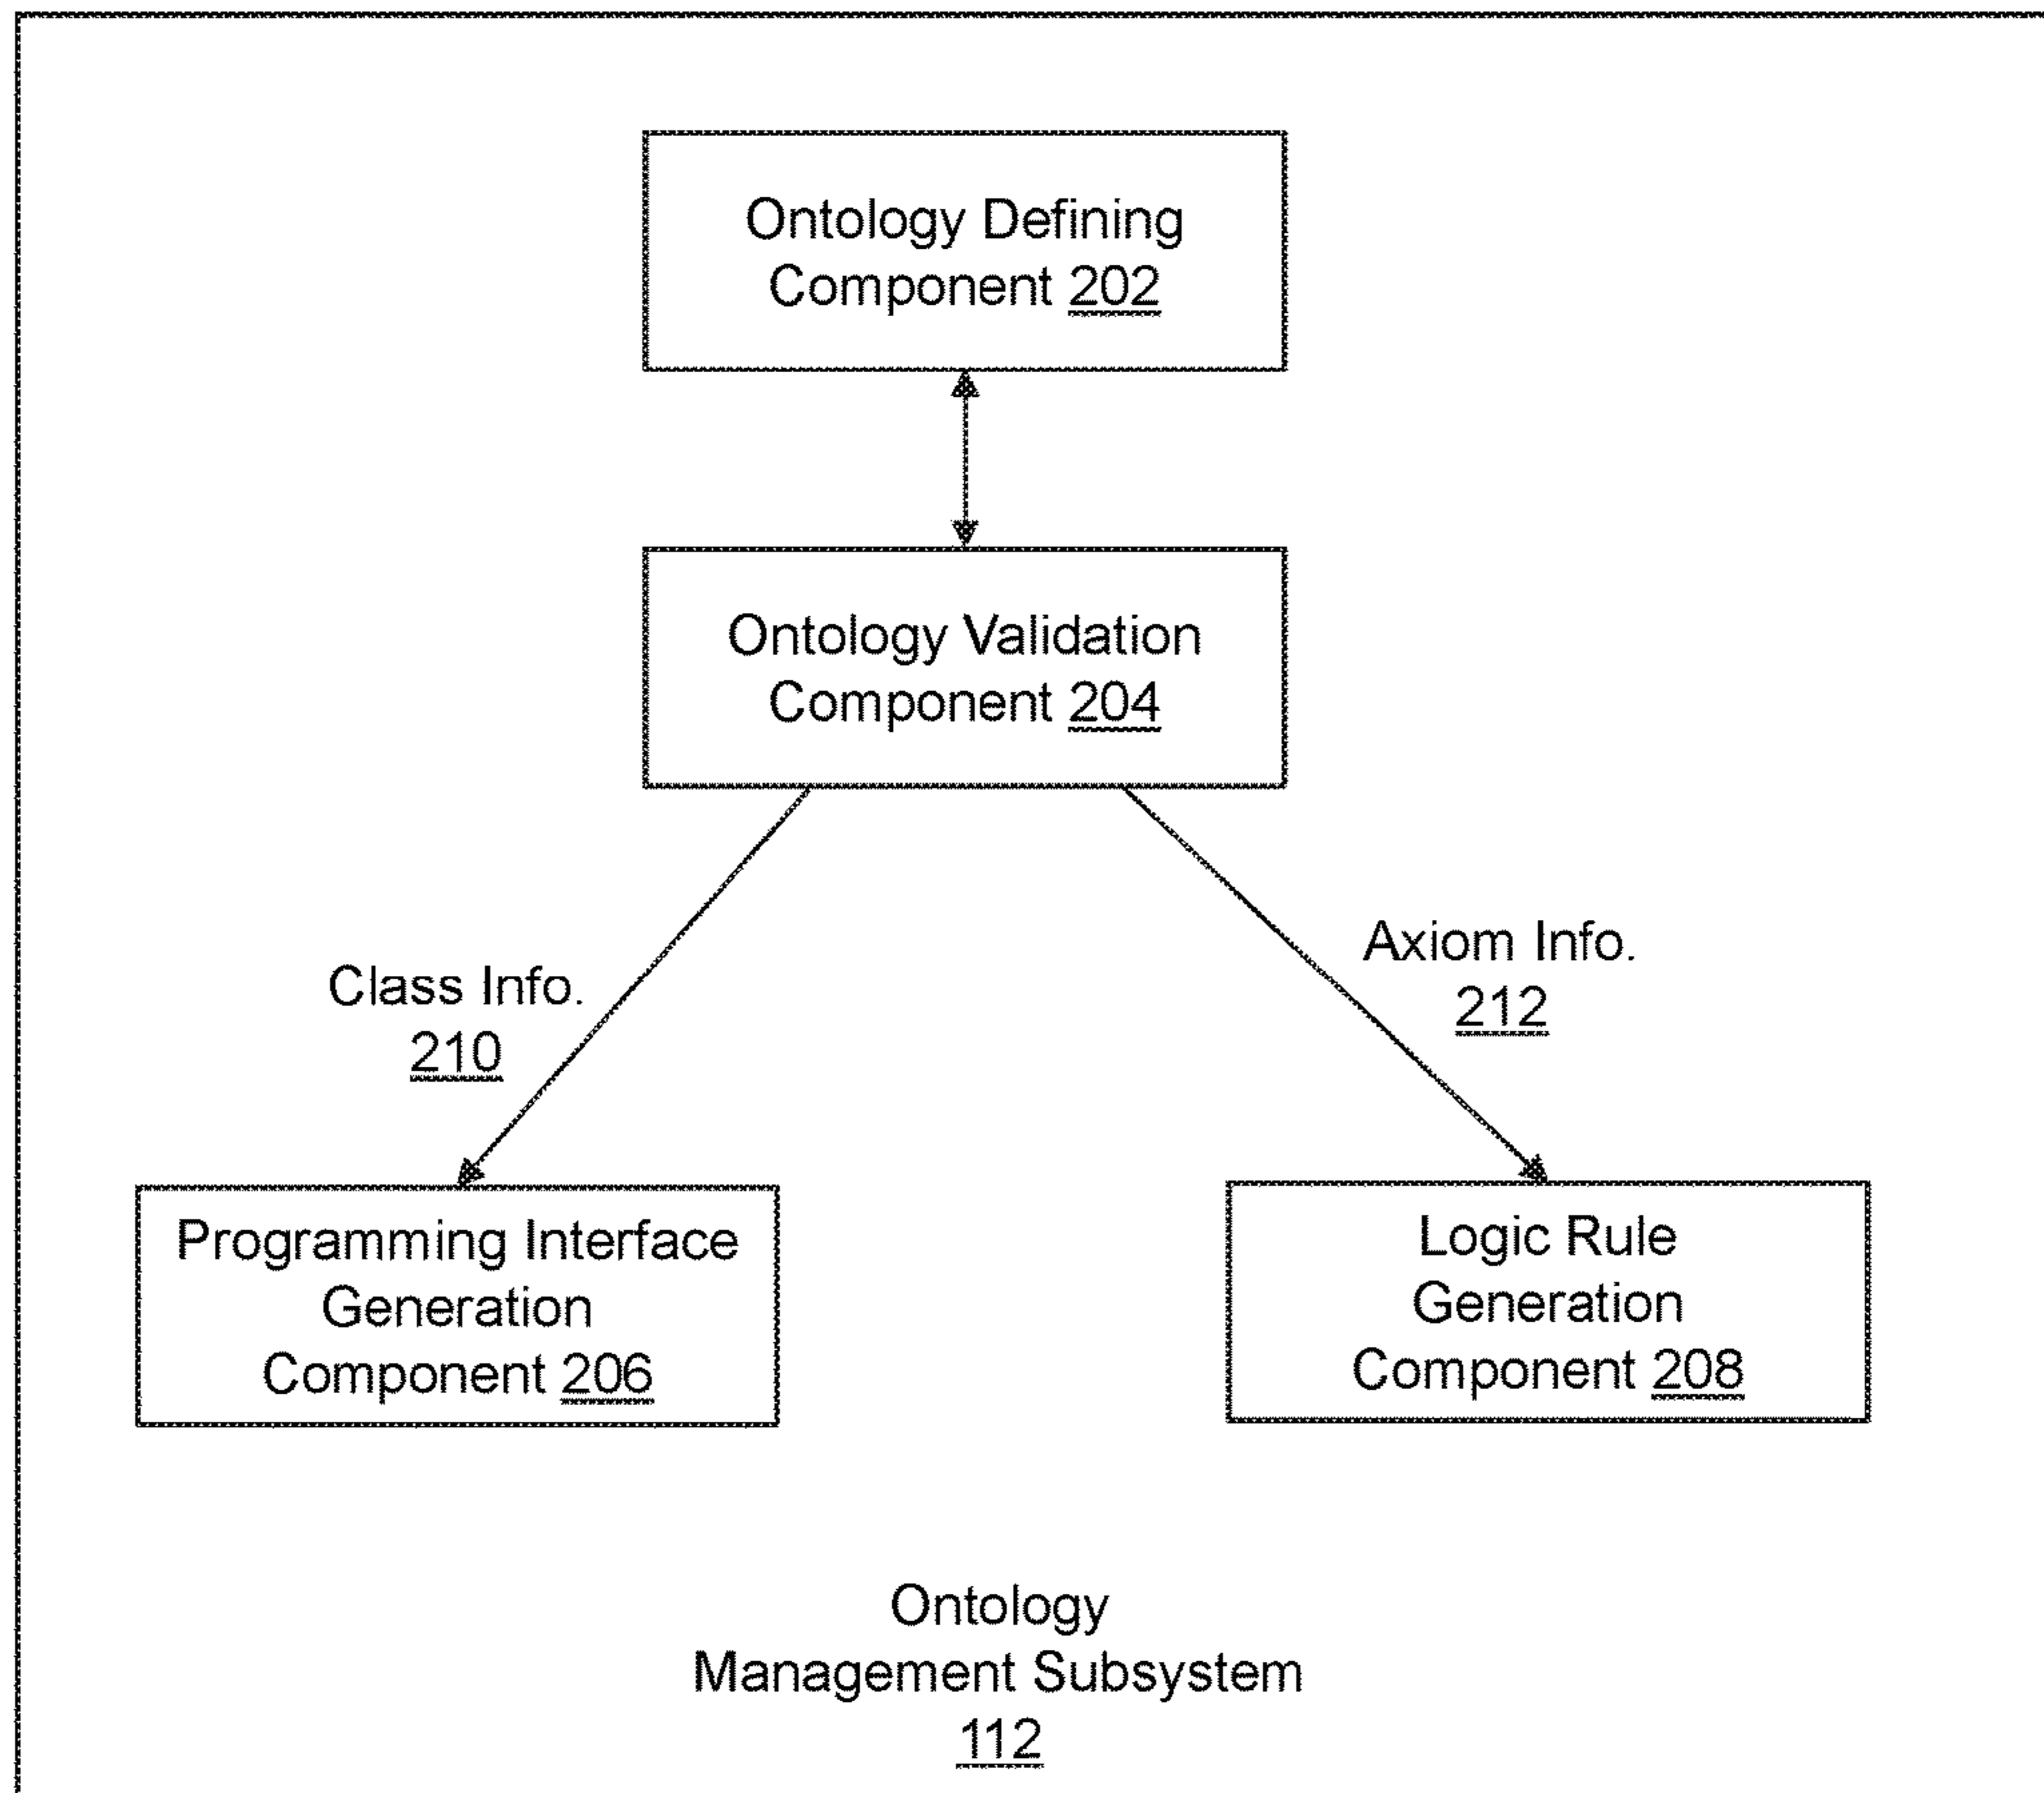 Ontology Defining
Component 202
Ontology Validation
Component 204
Class Info.
210
Axiom Info.
212
Programming Interface
Generation
Component 206
Logic Rule
Generation
Component 208
Ontology
Management Subsystem
112